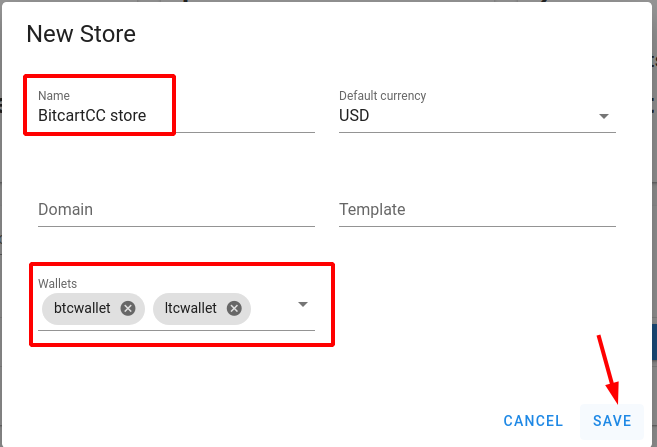 New Store
Name
BitcartCC store
Default currency
USD
Domain
Template
Wallets
btcwallet ltcwallet
CANCEL SAVE